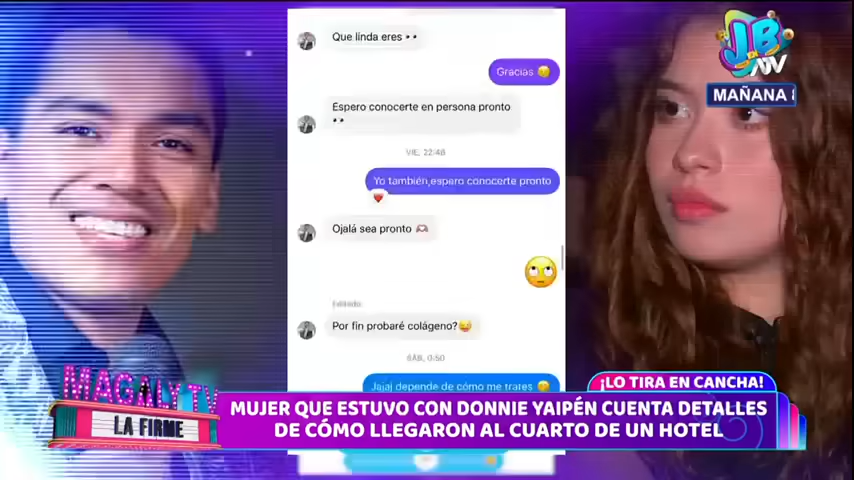 Que linda eres 👀
Gracias 😊
Espero conocerte en persona pronto
👀
VIE, 22:46
Yo también espero conocerte pronto
Ojalá sea pronto 🫶
🙄
Editado
Por fin probaré colágeno?😜
SÁB, 0:50
Jajaj depende de cómo me trates
JB
ATV
MAÑANA
MAGALY TV
LA FIRME
¡LO TIRA EN CANCHA!
MUJER QUE ESTUVO CON DONNIE YAIPÉN CUENTA DETALLES
DE CÓMO LLEGARON AL CUARTO DE UN HOTEL